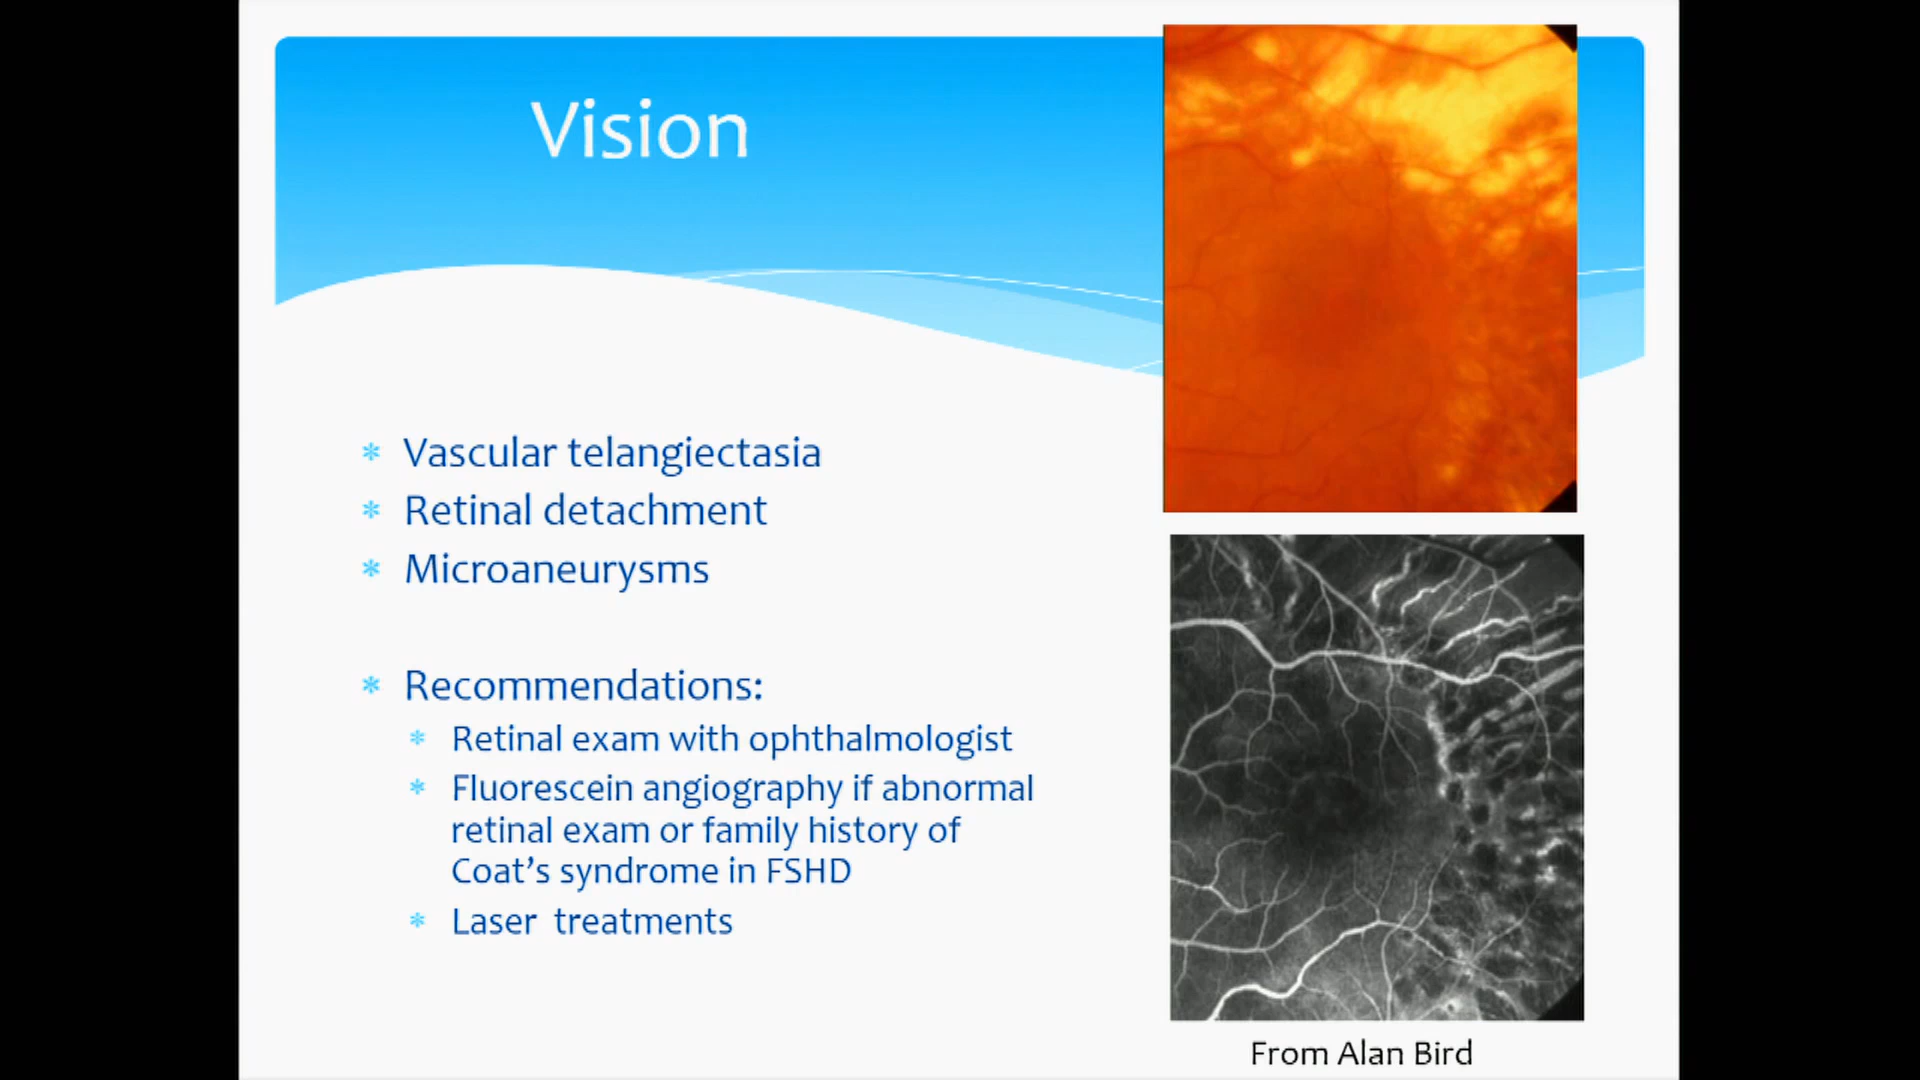 Vision
* Vascular telangiectasia
* Retinal detachment
* Microaneurysms
* Recommendations:
* Retinal exam with ophthalmologist
* Fluorescein angiography if abnormal
retinal exam or family history of
Coat’s syndrome in FSHD
* Laser  treatments
From Alan Bird